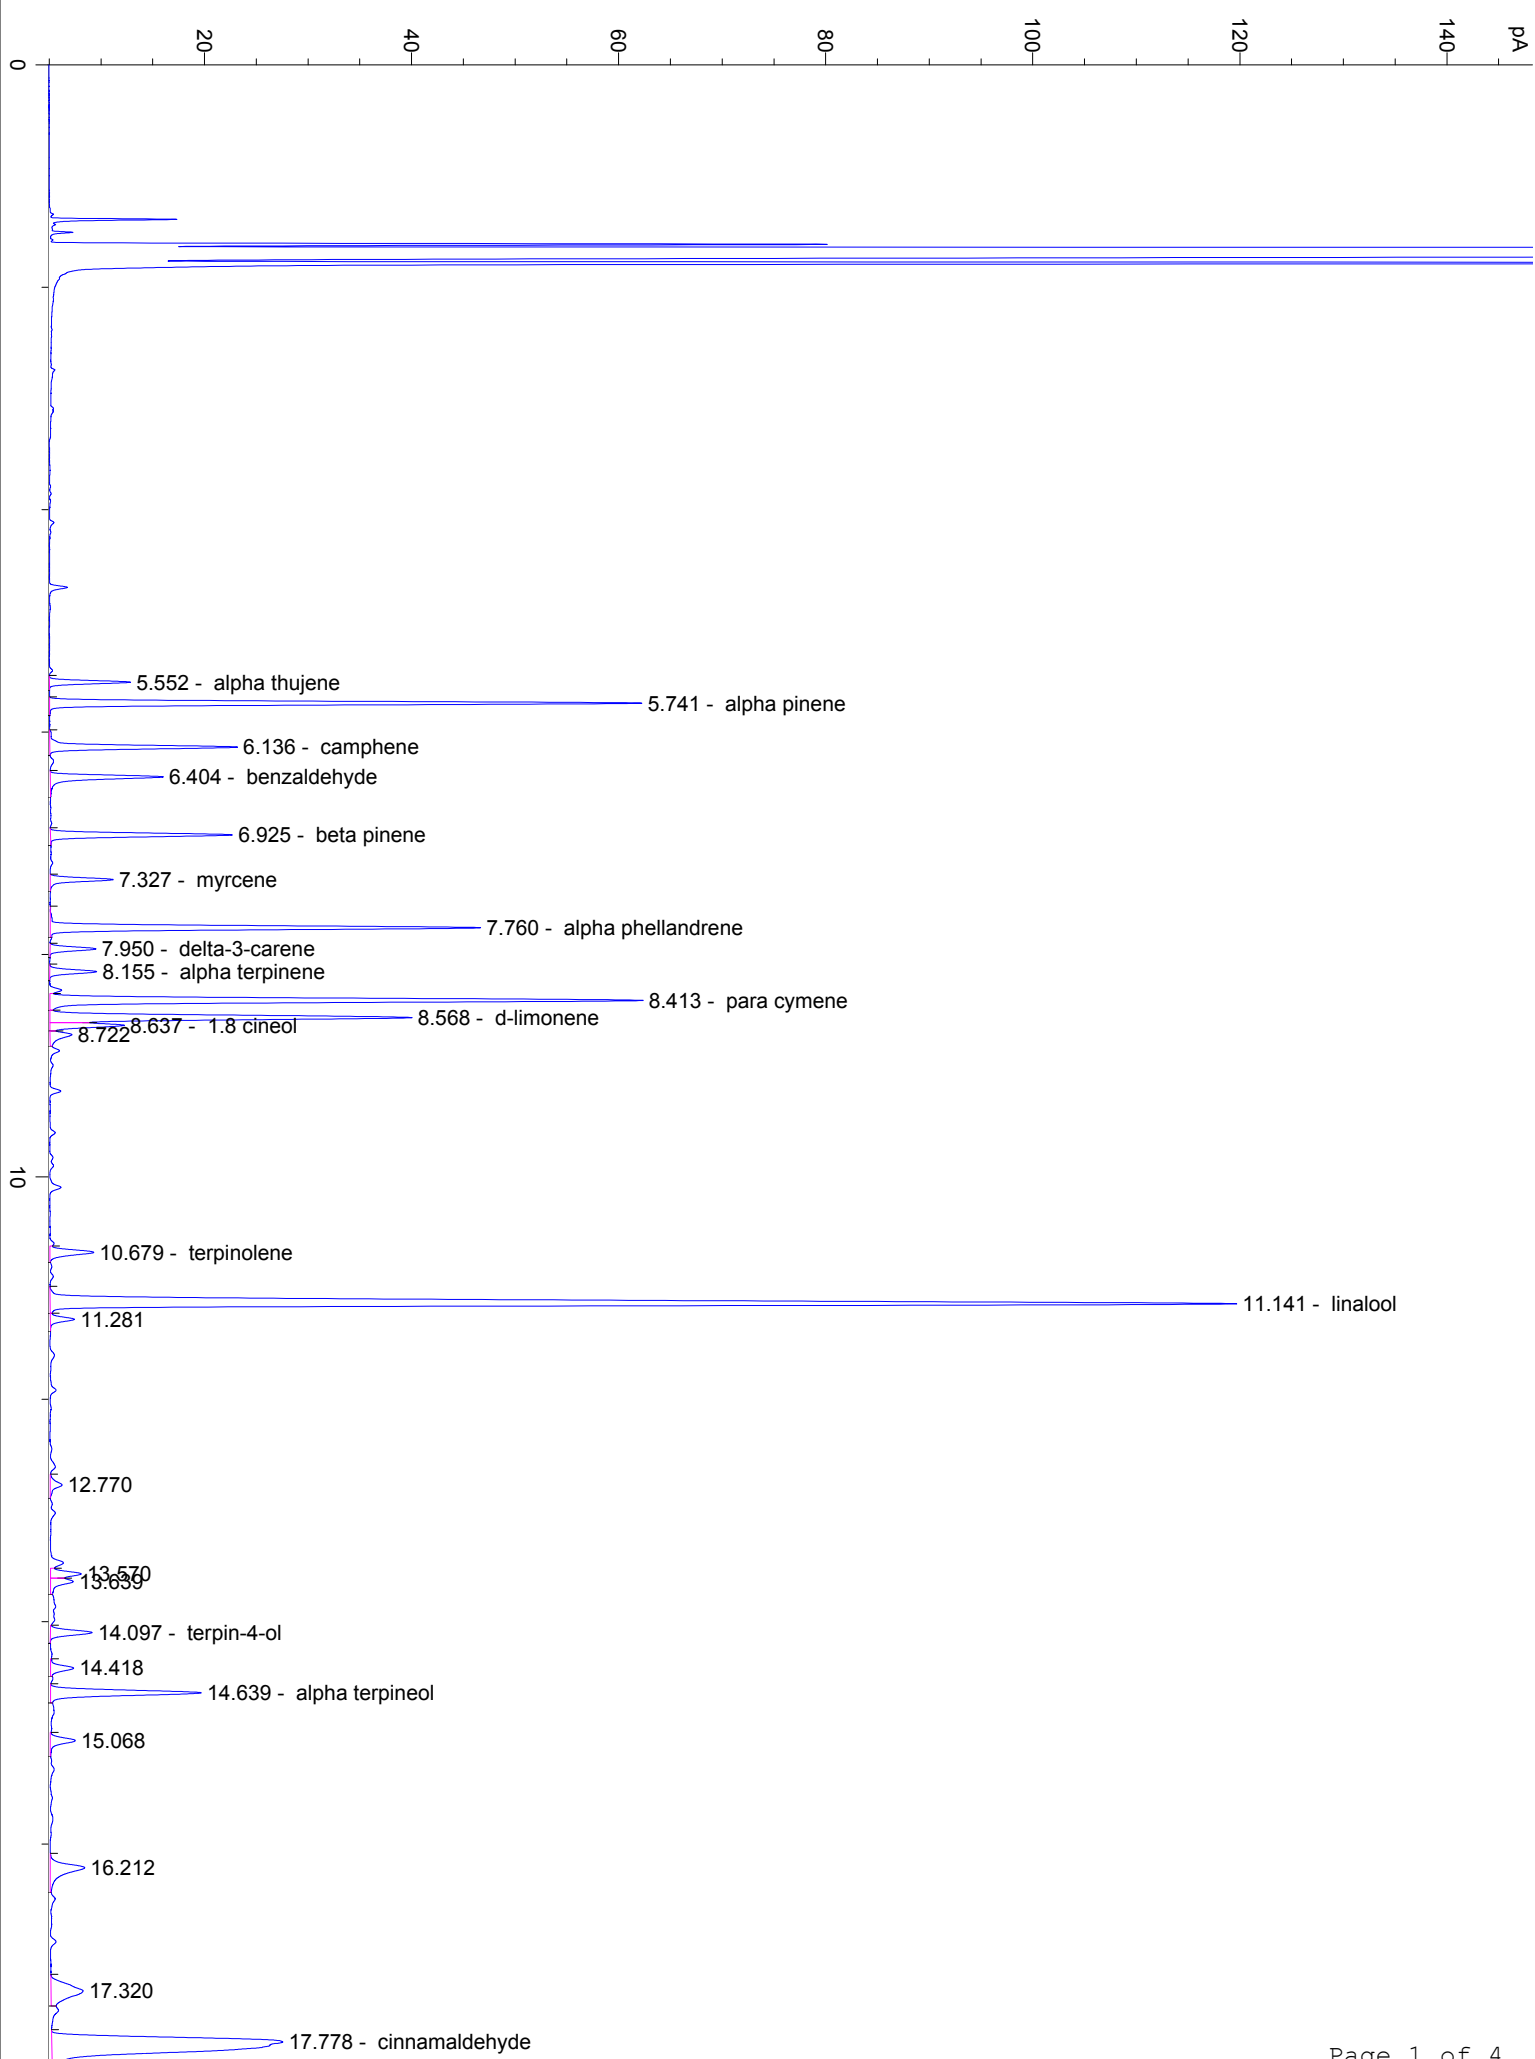 pA
20
40
60
80
100
120
140
0
5.552 - alpha thujene
5.741 - alpha pinene
6.136 - camphene
6.404 - benzaldehyde
6.925 - beta pinene
7.327 - myrcene
7.760 - alpha phellandrene
7.950 - delta-3-carene
8.155 - alpha terpinene
8.413 - para cymene
8.568 - d-limonene
8.637 - 1.8 cineol
8.722
10
10.679 - terpinolene
11.141 - linalool
11.281
12.770
13.570
13.639
14.097 - terpin-4-ol
14.418
14.639 - alpha terpineol
15.068
16.212
17.320
17.778 - cinnamaldehyde
Page 1 of 4